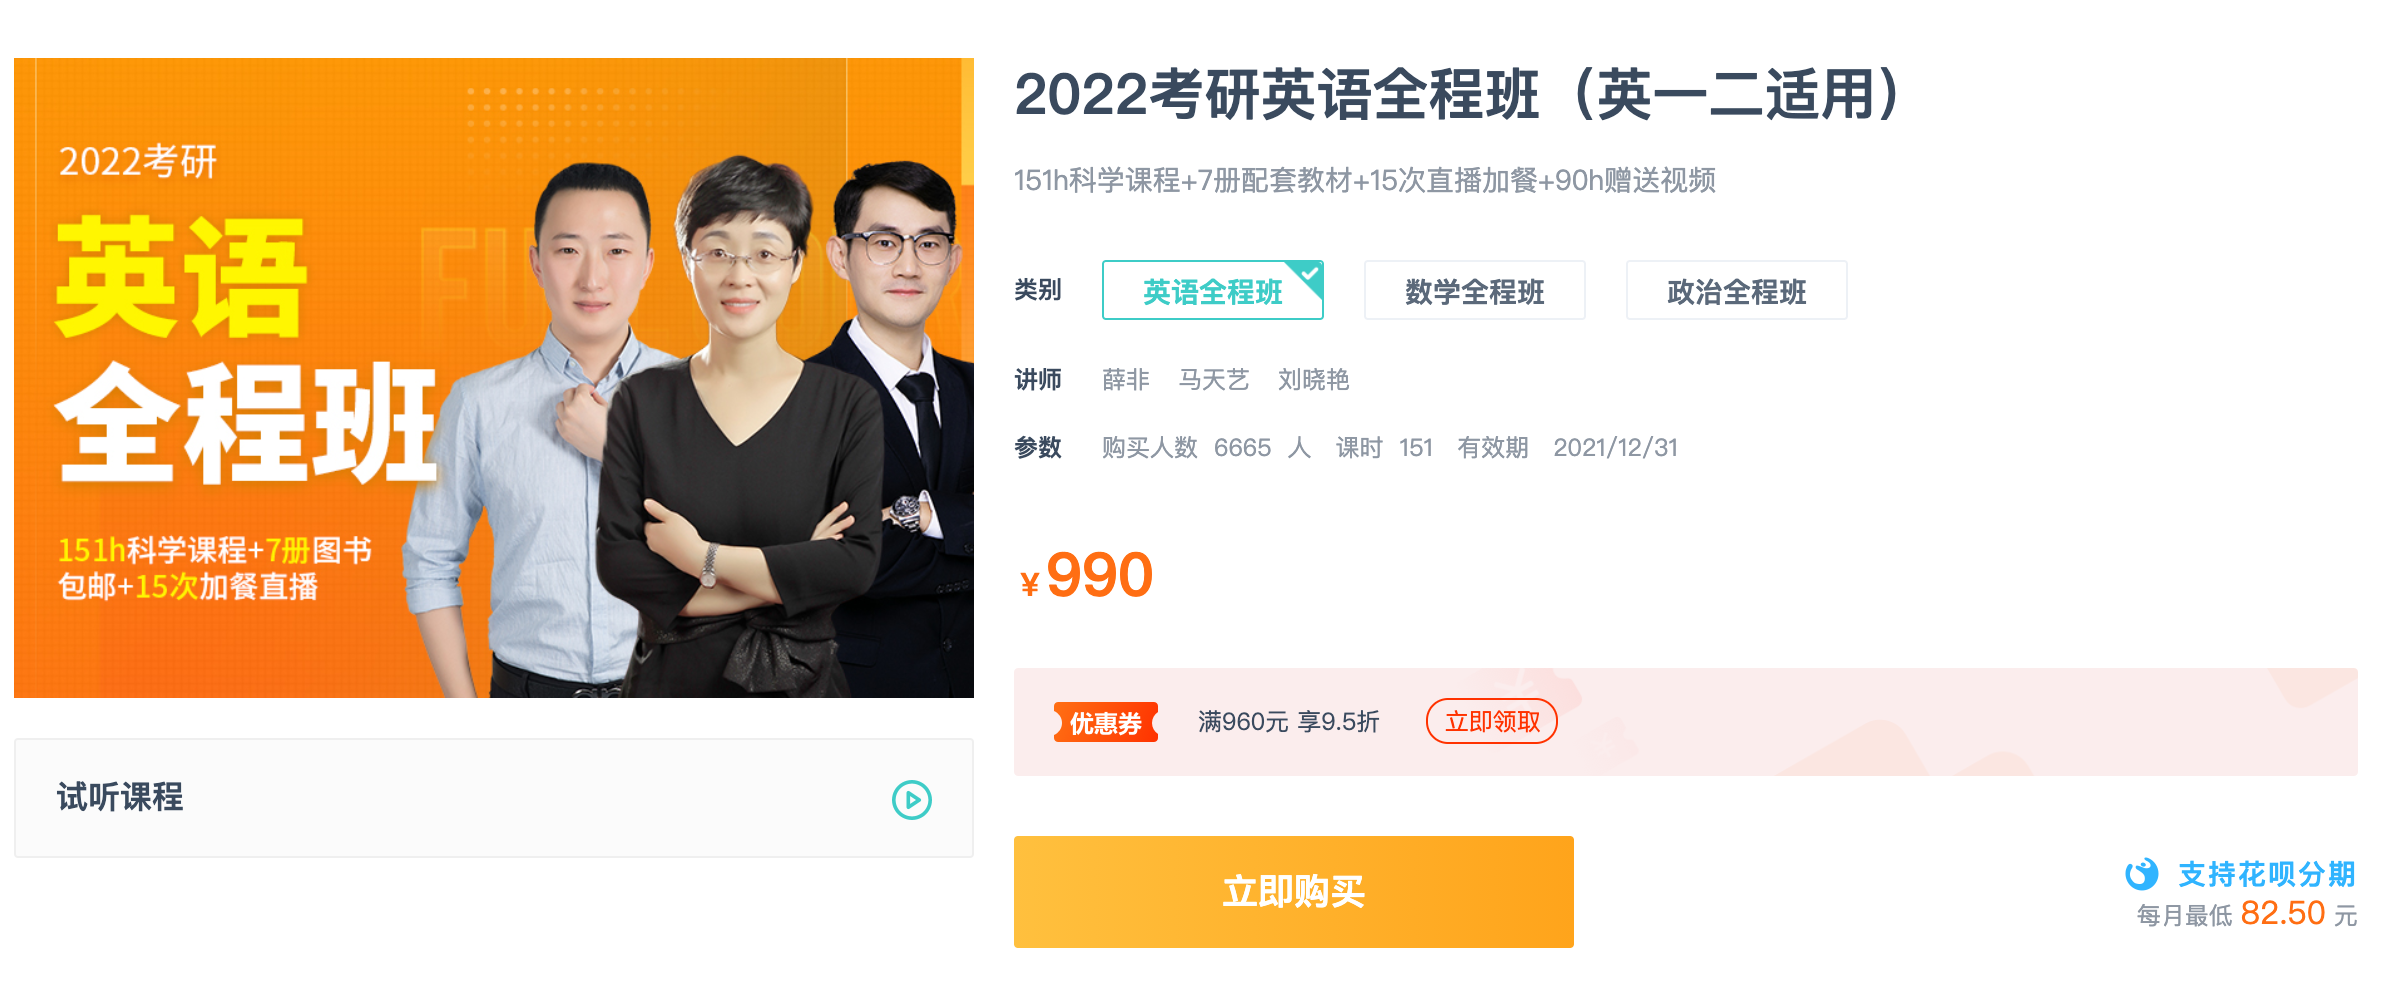 2022考研
英语
全程班
151h科学课程+7册图书
包邮+15次加餐直播
试听课程
2022考研英语全程班（英一二适用）
151h科学课程+7册配套教材+15次直播加餐+90h赠送视频
类别 英语全程班 数学全程班 政治全程班
讲师 薛非 马天艺 刘晓艳
参数 购买人数 6665 人 课时 151 有效期 2021/12/31
¥990
优惠券 满960元 享9.5折 立即领取
立即购买
支持花呗分期
每月最低 82.50 元